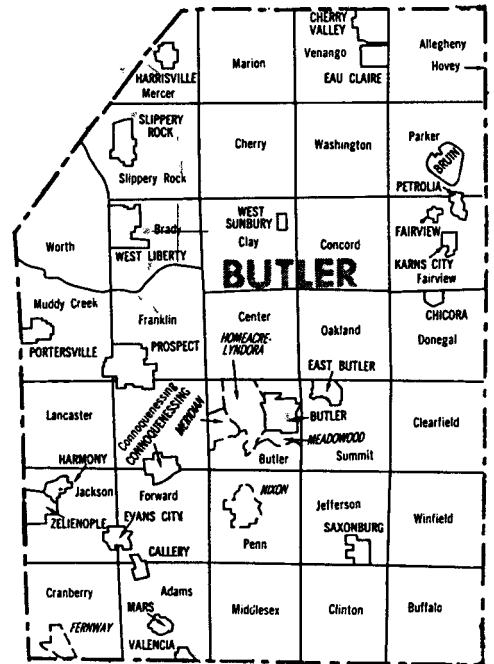 CHERRY
VALLEY
Allegheny
Marion
Venango
Hovey
HARRISVILLE
EAU CLAIRE
Mercer
SLIPPERY
ROCK
Cherry
Washington
Parker
BRUIN
Slippery Rock
PETROLIA
WEST
SUNBURY
Brady
FAIRVIEW
Worth
Clay
Concord
WEST LIBERTY
KARNS CITY
BUTLER
Fairview
Muddy Creek
Center
CHICORA
Franklin
HOMEACRE-
LYNDORA
Oakland
Donegal
PORTERSVILLE
PROSPECT
EAST BUTLER
Connoquenessing
CONNOQUENESSING
MERIDIAN
Lancaster
BUTLER
Clearfield
MEADOWOOD
HARMONY
Butler
Summit
Jackson
Forward
NIXON
Jefferson
ZELIENOPLE
EVANS CITY
SAXONBURG
Winfield
Penn
CALLERY
Cranberry
Adams
MARS
Middlesex
Clinton
Buffalo
FERNWAY
VALENCIA